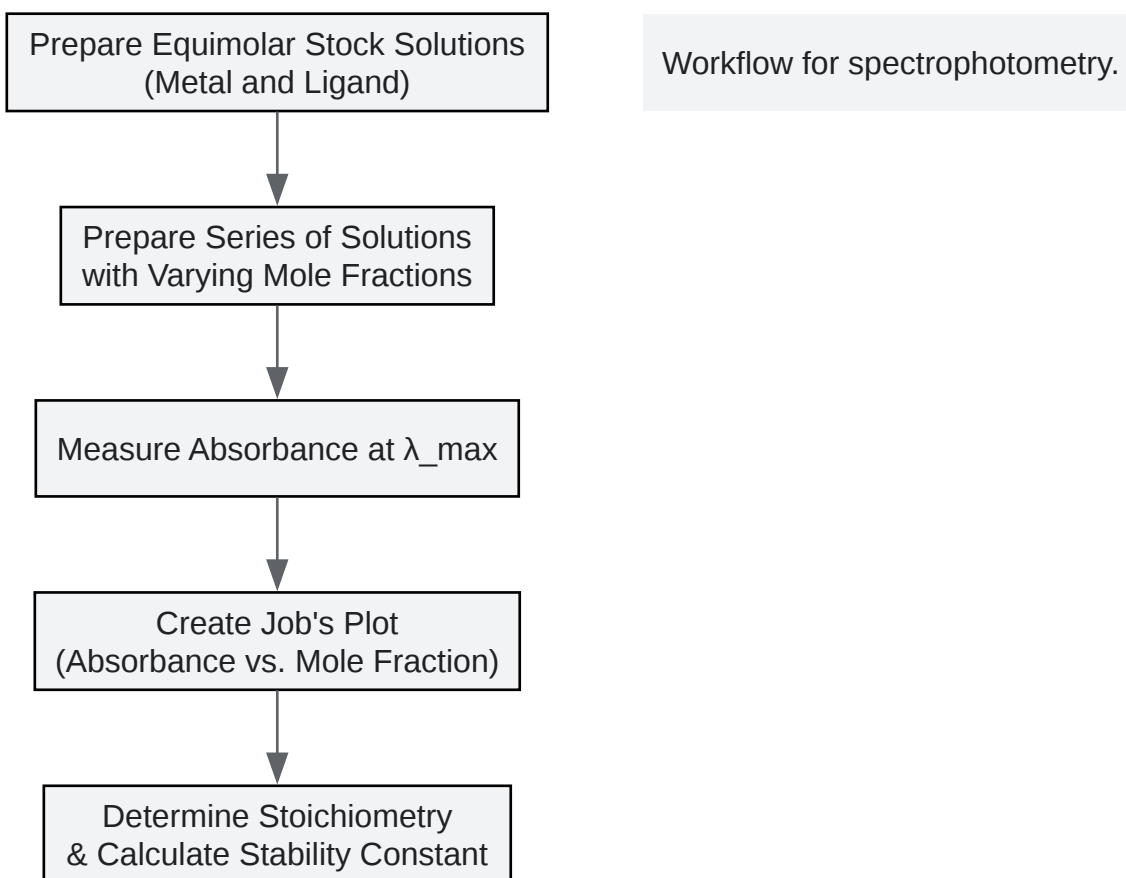 Prepare Equimolar Stock Solutions
(Metal and Ligand)
Workflow for spectrophotometry.
Prepare Series of Solutions
with Varying Mole Fractions
Measure Absorbance at λ_max
Create Job's Plot
(Absorbance vs. Mole Fraction)
Determine Stoichiometry
& Calculate Stability Constant